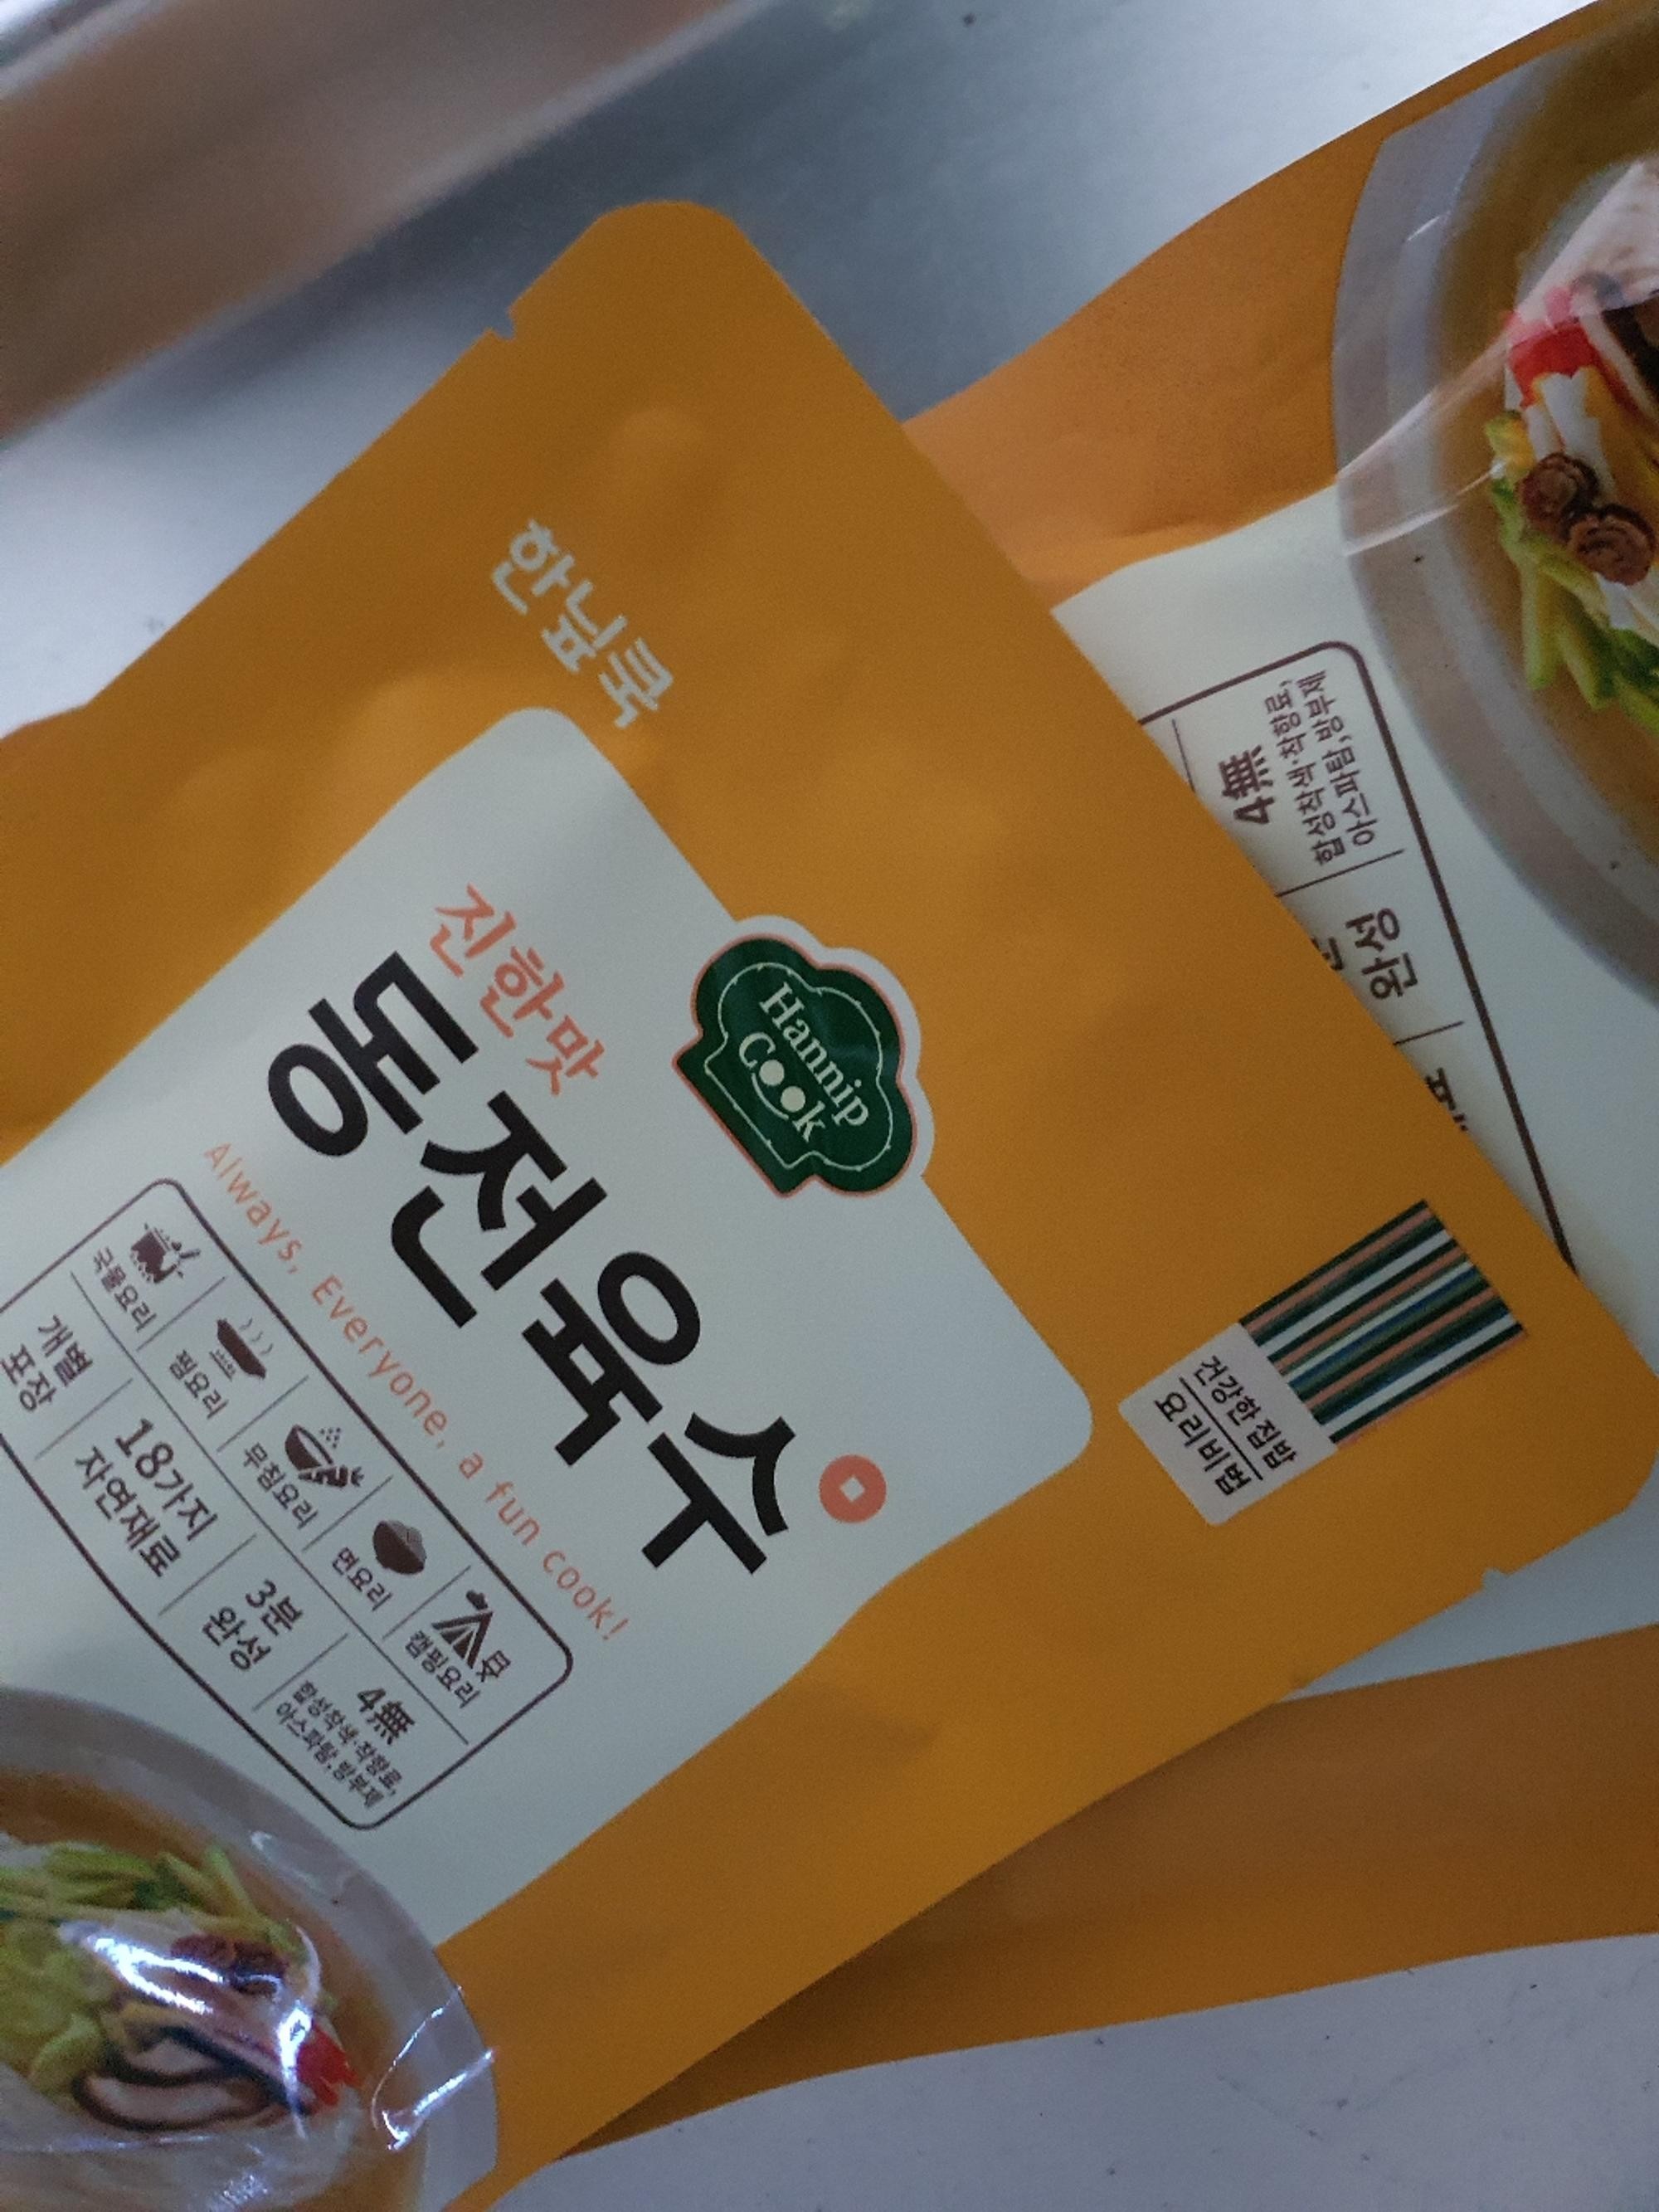 한닢쿡
Hannip
Cook
진한맛
동전육수
Always, Everyone, a fun cook!
국물요리
찜요리
무침요리
면요리
캠핑요리
개별
포장
18가지
자연재료
3분
완성
4無
합성착색·착향료,
아스파탐, 방부제
건강한 집밥
요리비법
4無
합성착색·착향료,
아스파탐, 방부제
완성